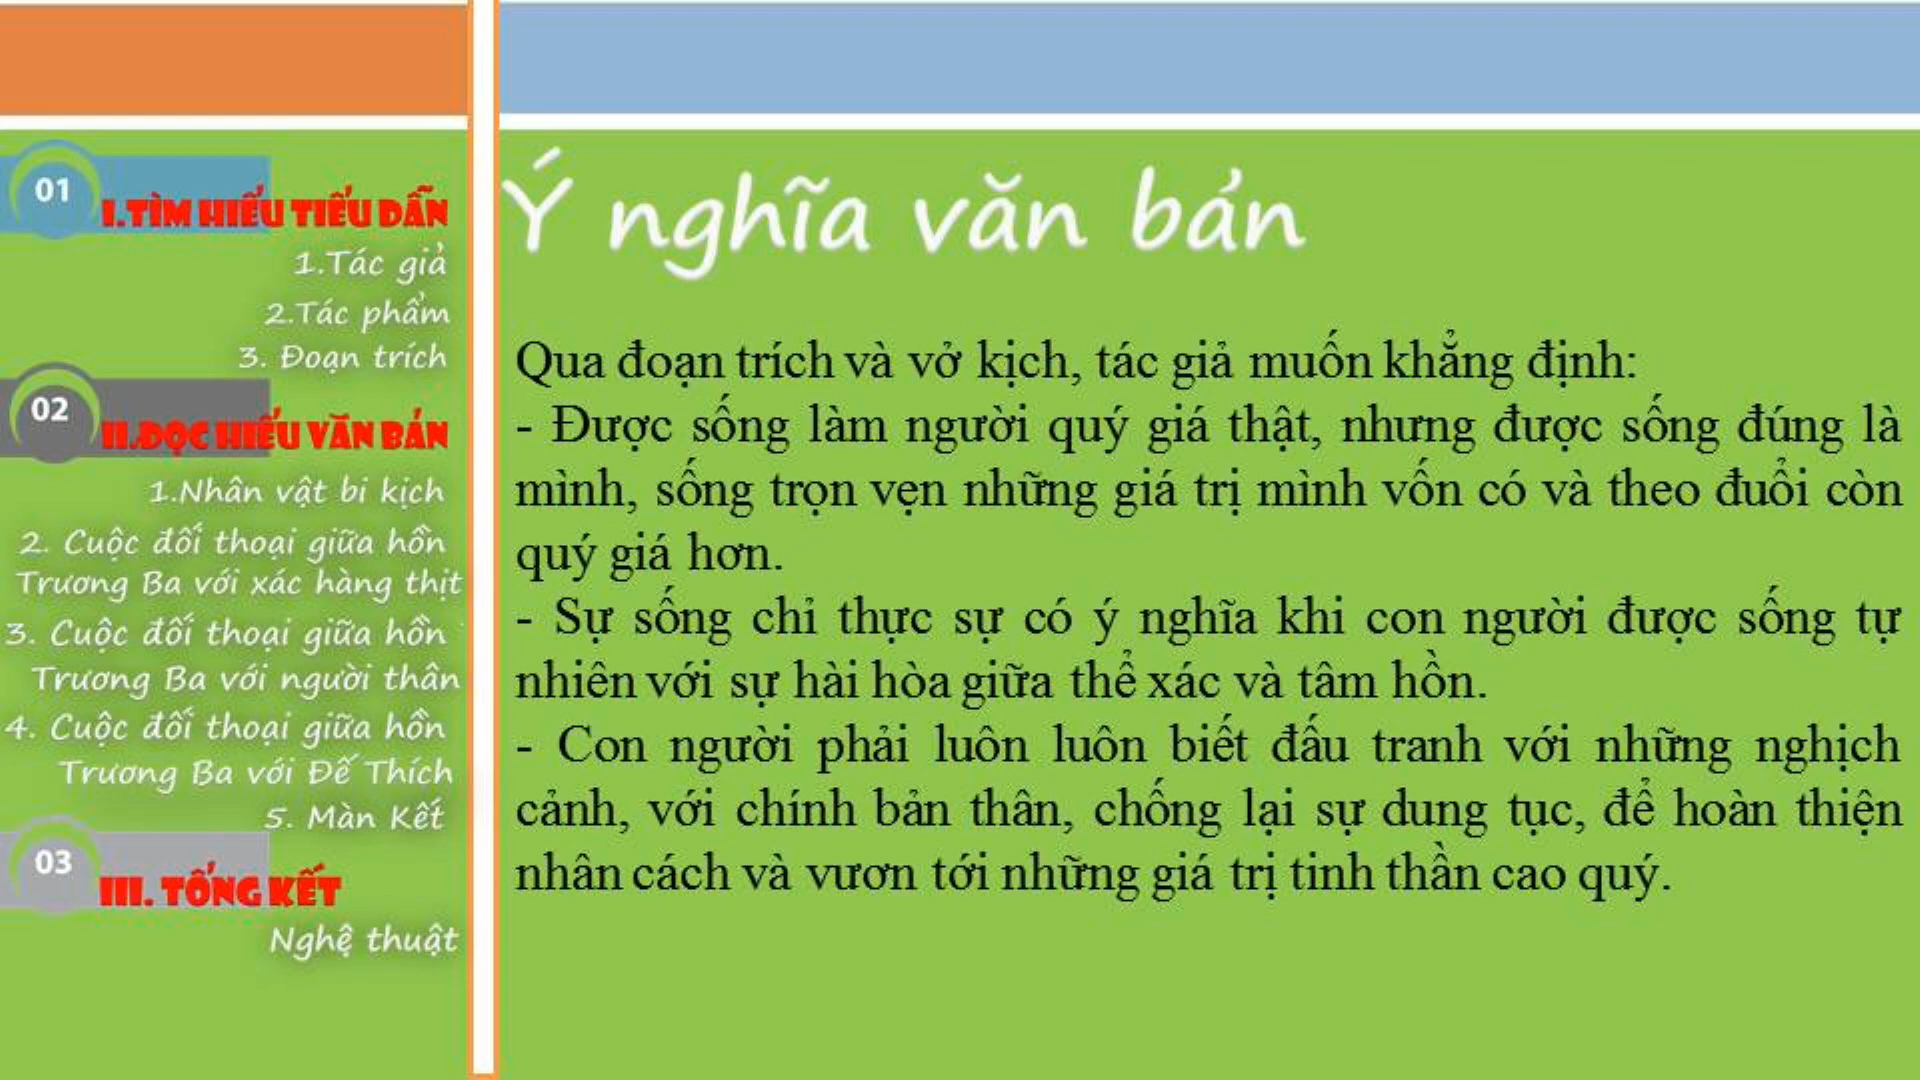 01
I.TÌM HIỂU TIỂU DẪN
1.Tác giả
2.Tác phẩm
3. Đoạn trích
02
II.ĐỌC HIỂU VĂN BẢN
1.Nhân vật bi kịch
2. Cuộc đối thoại giữa hồn
Trương Ba với xác hàng thịt
3. Cuộc đối thoại giữa hồn
Trương Ba với người thân
4. Cuộc đối thoại giữa hồn
Trương Ba với Đế Thích
5. Màn Kết
03
III. TỔNG KẾT
Nghệ thuật
Ý nghĩa văn bản
Qua đoạn trích và vở kịch, tác giả muốn khẳng định:
- Được sống làm người quý giá thật, nhưng được sống đúng là
mình, sống trọn vẹn những giá trị mình vốn có và theo đuổi còn
quý giá hơn.
- Sự sống chỉ thực sự có ý nghĩa khi con người được sống tự
nhiên với sự hài hòa giữa thể xác và tâm hồn.
- Con người phải luôn luôn biết đấu tranh với những nghịch
cảnh, với chính bản thân, chống lại sự dung tục, để hoàn thiện
nhân cách và vươn tới những giá trị tinh thần cao quý.